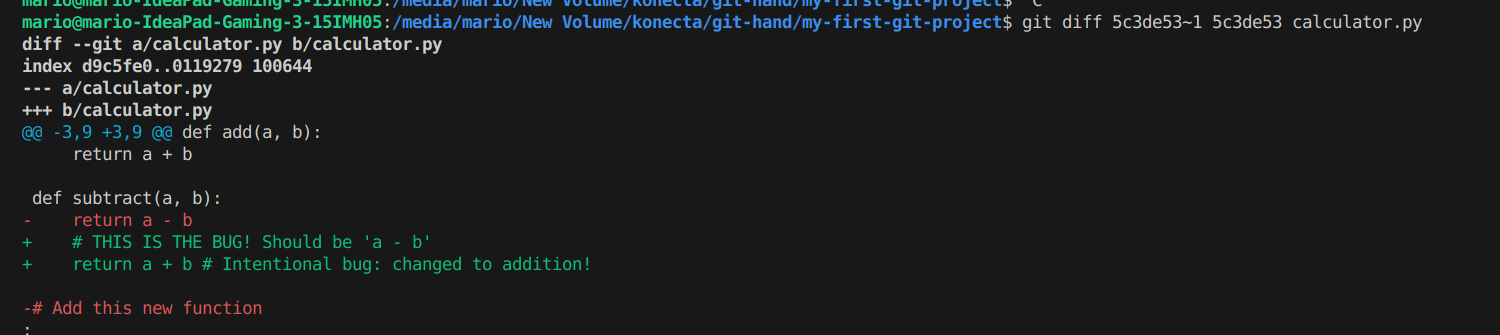 mario@mario-IdeaPad-Gaming-3-15IMH05:/media/mario/New Volume/konecta/git-hand/my-first-git-project$ ^C
mario@mario-IdeaPad-Gaming-3-15IMH05:/media/mario/New Volume/konecta/git-hand/my-first-git-project$ git diff 5c3de53~1 5c3de53 calculator.py
diff --git a/calculator.py b/calculator.py
index d9c5fe0..0119279 100644
--- a/calculator.py
+++ b/calculator.py
@@ -3,9 +3,9 @@ def add(a, b):
     return a + b

 def subtract(a, b):
-    return a - b
+    # THIS IS THE BUG! Should be 'a - b'
+    return a + b # Intentional bug: changed to addition!

-# Add this new function
: